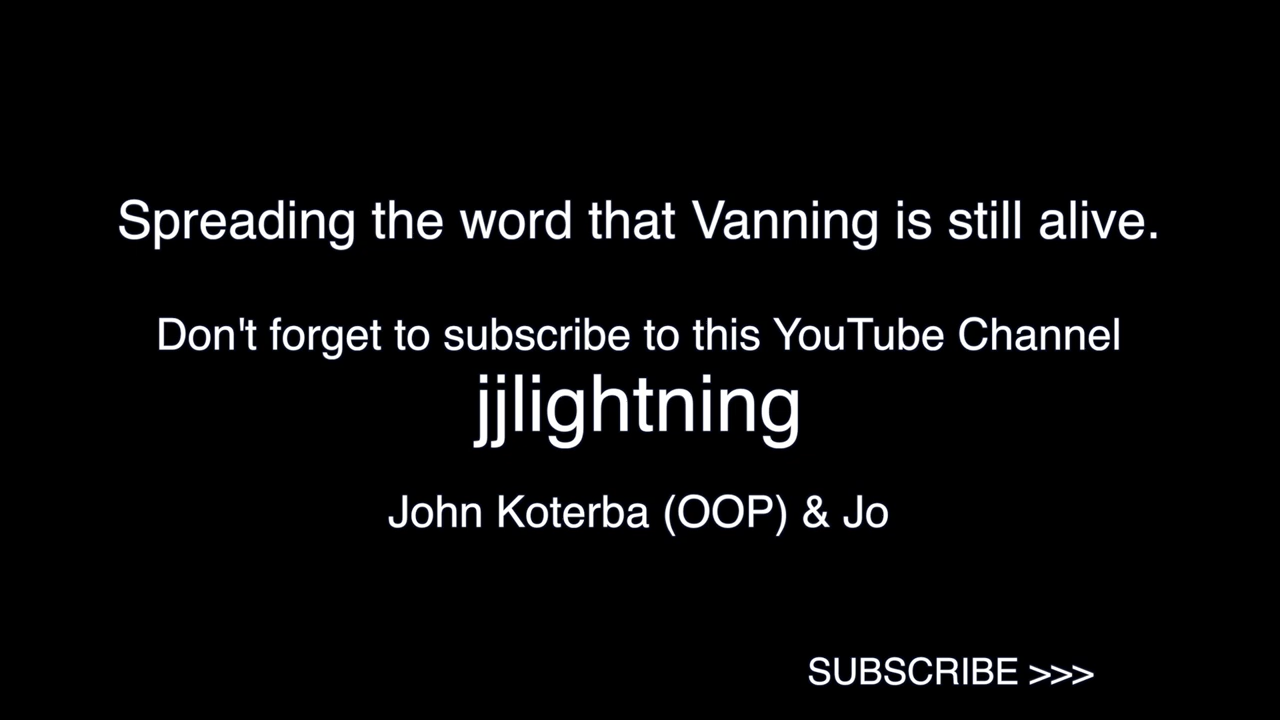 Spreading the word that Vanning is still alive.
Don't forget to subscribe to this YouTube Channel
jjlightning
John Koterba (OOP) & Jo
SUBSCRIBE >>>